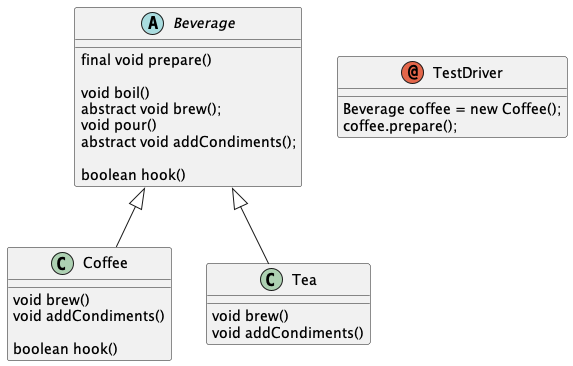 A Beverage
final void prepare()
void boil()
abstract void brew();
void pour()
abstract void addCondiments();
boolean hook()
@ TestDriver
Beverage coffee = new Coffee();
coffee.prepare();
C Coffee
void brew()
void addCondiments()
boolean hook()
C Tea
void brew()
void addCondiments()